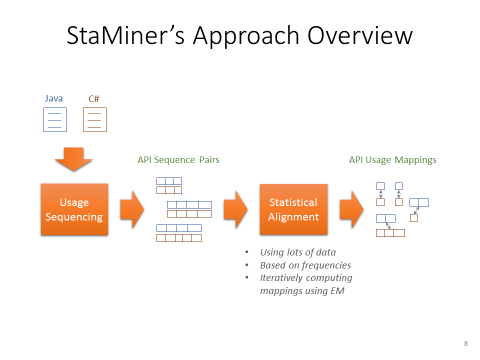 StaMiner's Approach Overview
Java
C#
API Sequence Pairs
API Usage Mappings
Usage
Sequencing
Statistical
Alignment
• Using lots of data
• Based on frequencies
• Iteratively computing
mappings using EM
8